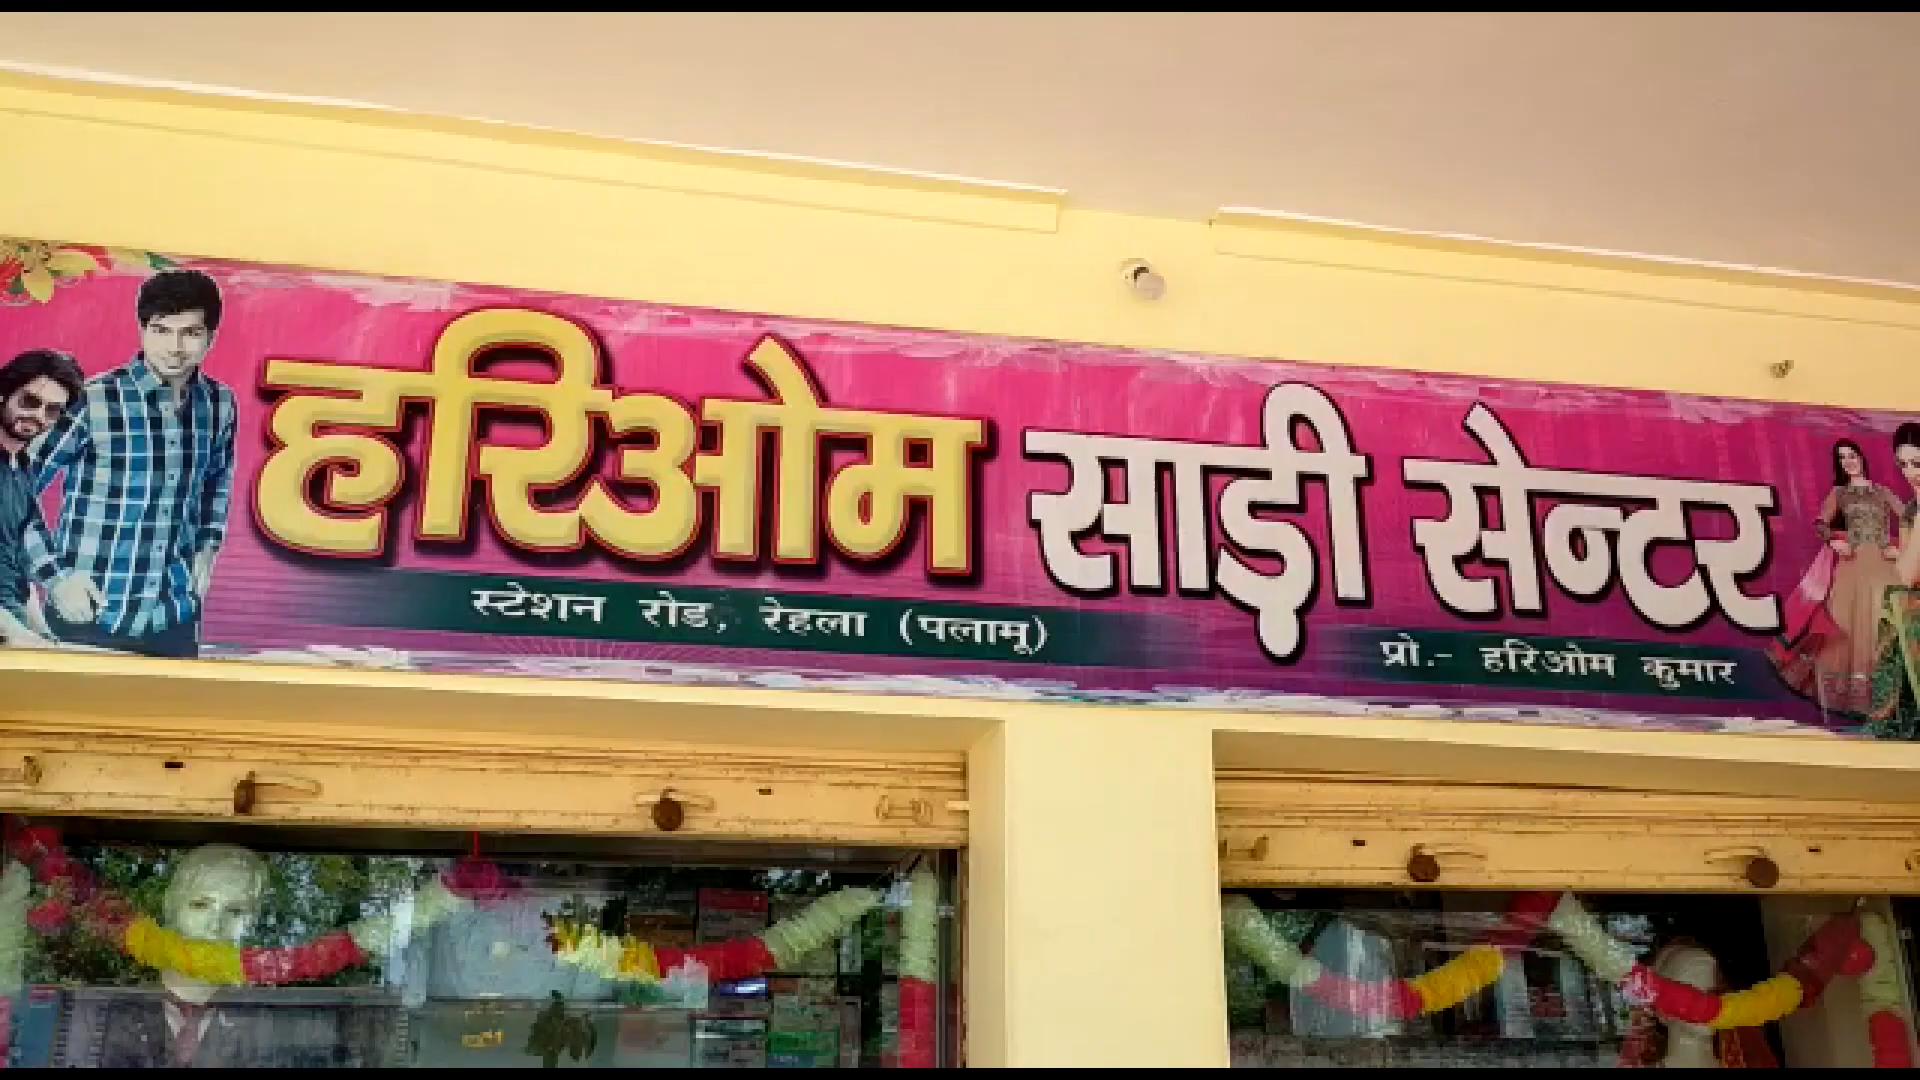 हरिओम साड़ी सेन्टर
स्टेशन रोड, रेहला (पलामू)
प्रो.- हरिओम कुमार